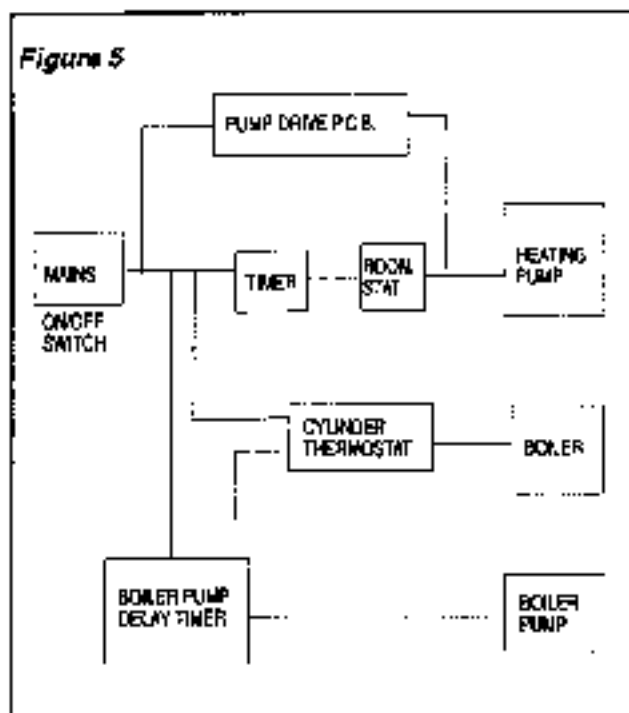 Figure 5
PUMP DRIVE P.C.B.
MAINS
ON/OFF
SWITCH
TIMER
ROOM
STAT
HEATING
PUMP
CYLINDER
THERMOSTAT
BOILER
BOILER PUMP
DELAY TIMER
BOILER
PUMP